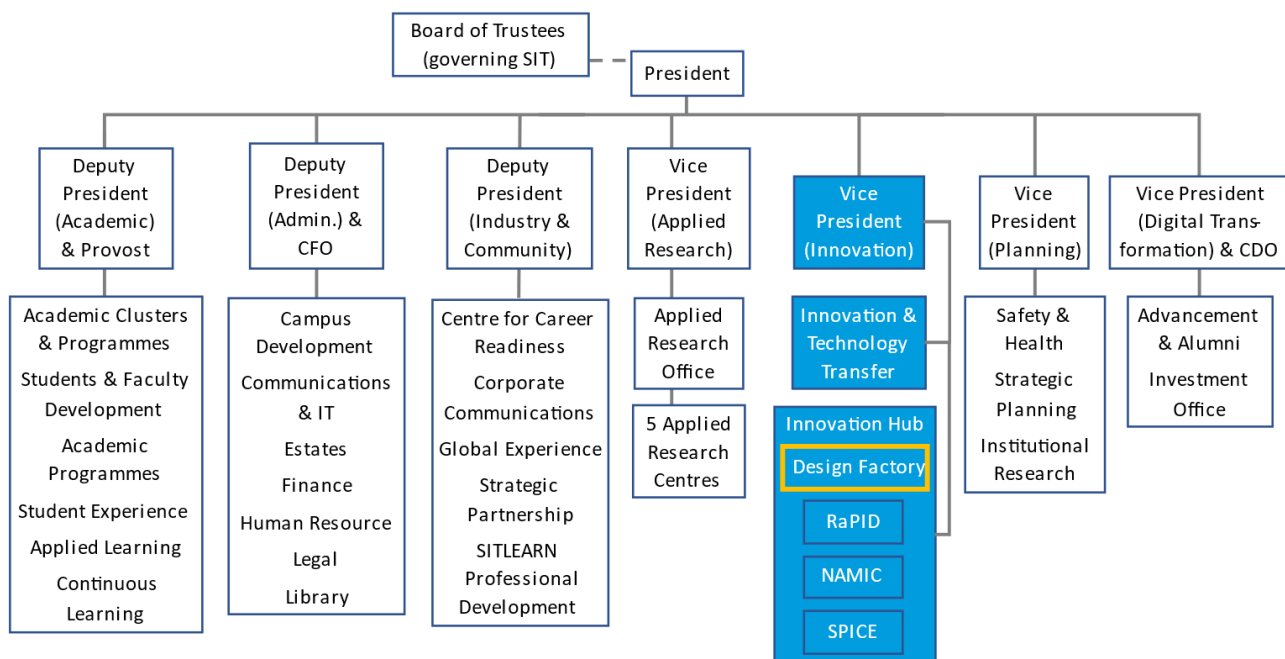 Board of Trustees
(governing SIT)
President
Deputy
President
(Academic)
& Provost
Deputy
President
(Admin.) &
CFO
Deputy
President
(Industry &
Community)
Vice
President
(Applied
Research)
Vice
President
(Innovation)
Vice
President
(Planning)
Vice President
(Digital Trans-
formation) & CDO
Academic Clusters
& Programmes
Students & Faculty
Development
Academic
Programmes
Student Experience
Applied Learning
Continuous
Learning
Campus
Development
Communications
& IT
Estates
Finance
Human Resource
Legal
Library
Centre for Career
Readiness
Corporate
Communications
Global Experience
Strategic
Partnership
SITLEARN
Professional
Development
Applied
Research
Office
5 Applied
Research
Centres
Innovation &
Technology
Transfer
Innovation Hub
Design Factory
RaPID
NAMIC
SPICE
Safety &
Health
Strategic
Planning
Institutional
Research
Advancement
& Alumni
Investment
Office